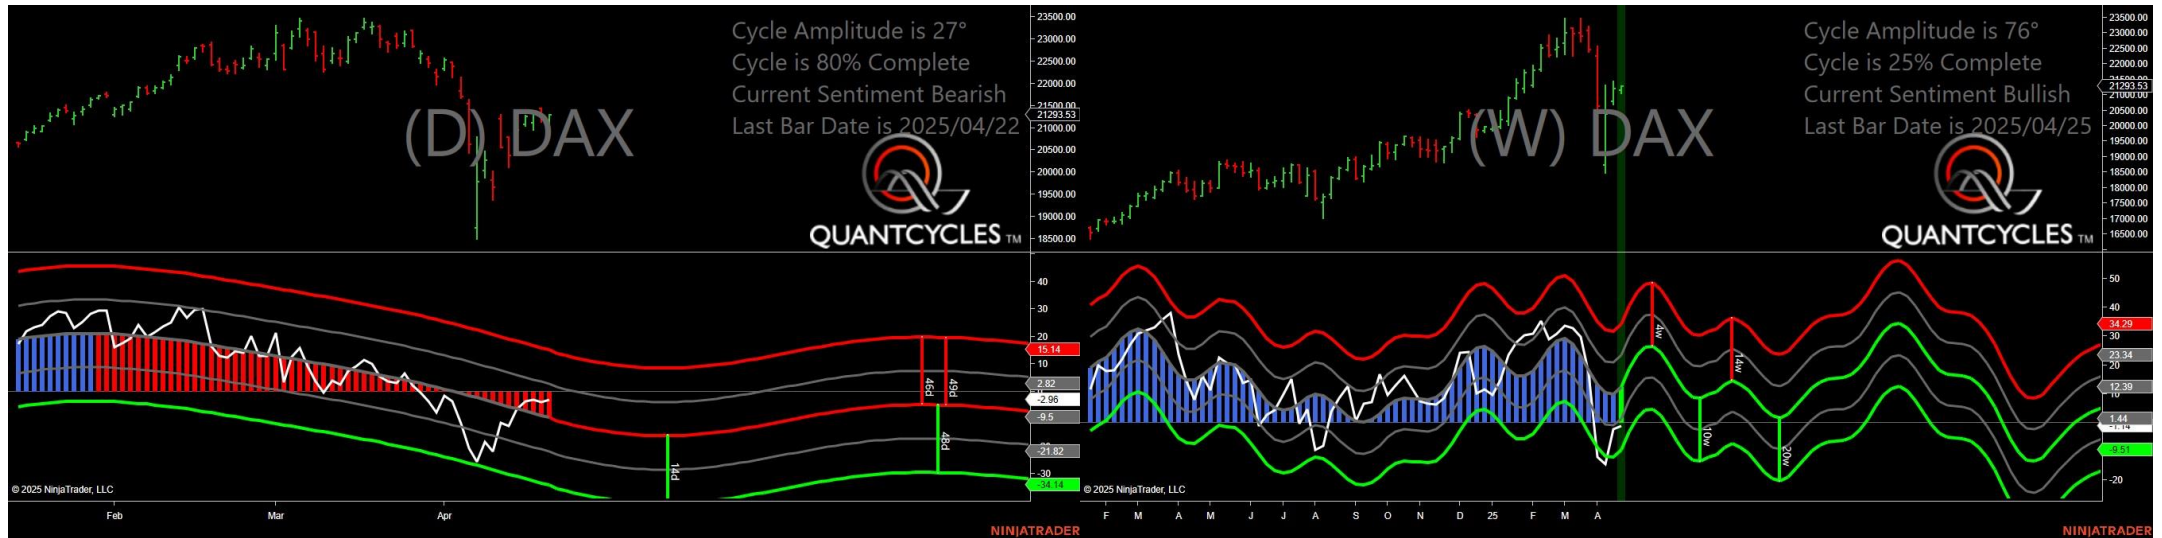 Cycle Amplitude is 27°
Cycle is 80% Complete
Current Sentiment Bearish
Last Bar Date is 2025/04/22
(D) DAX
QUANTCYCLES TM
23500.00
23000.00
22500.00
22000.00
21500.00
21293.53
21000.00
20500.00
20000.00
19500.00
19000.00
18500.00
40
30
20
15.14
10
2.82
-2.96
-9.5
-21.82
-30
-34.14
46d
49d
48d
14d
© 2025 NinjaTrader, LLC
Feb
Mar
Apr
NINJATRADER
Cycle Amplitude is 76°
Cycle is 25% Complete
Current Sentiment Bullish
Last Bar Date is 2025/04/25
(W) DAX
QUANTCYCLES TM
23500.00
23000.00
22500.00
22000.00
21293.53
21000.00
20500.00
20000.00
19500.00
19000.00
18500.00
18000.00
17500.00
17000.00
16500.00
50
40
34.29
23.34
20
12.39
10
1.44
-9.51
-20
4w
14w
10w
20w
© 2025 NinjaTrader, LLC
F
M
A
M
J
J
A
S
O
N
D
25
F
M
A
NINJATRADER